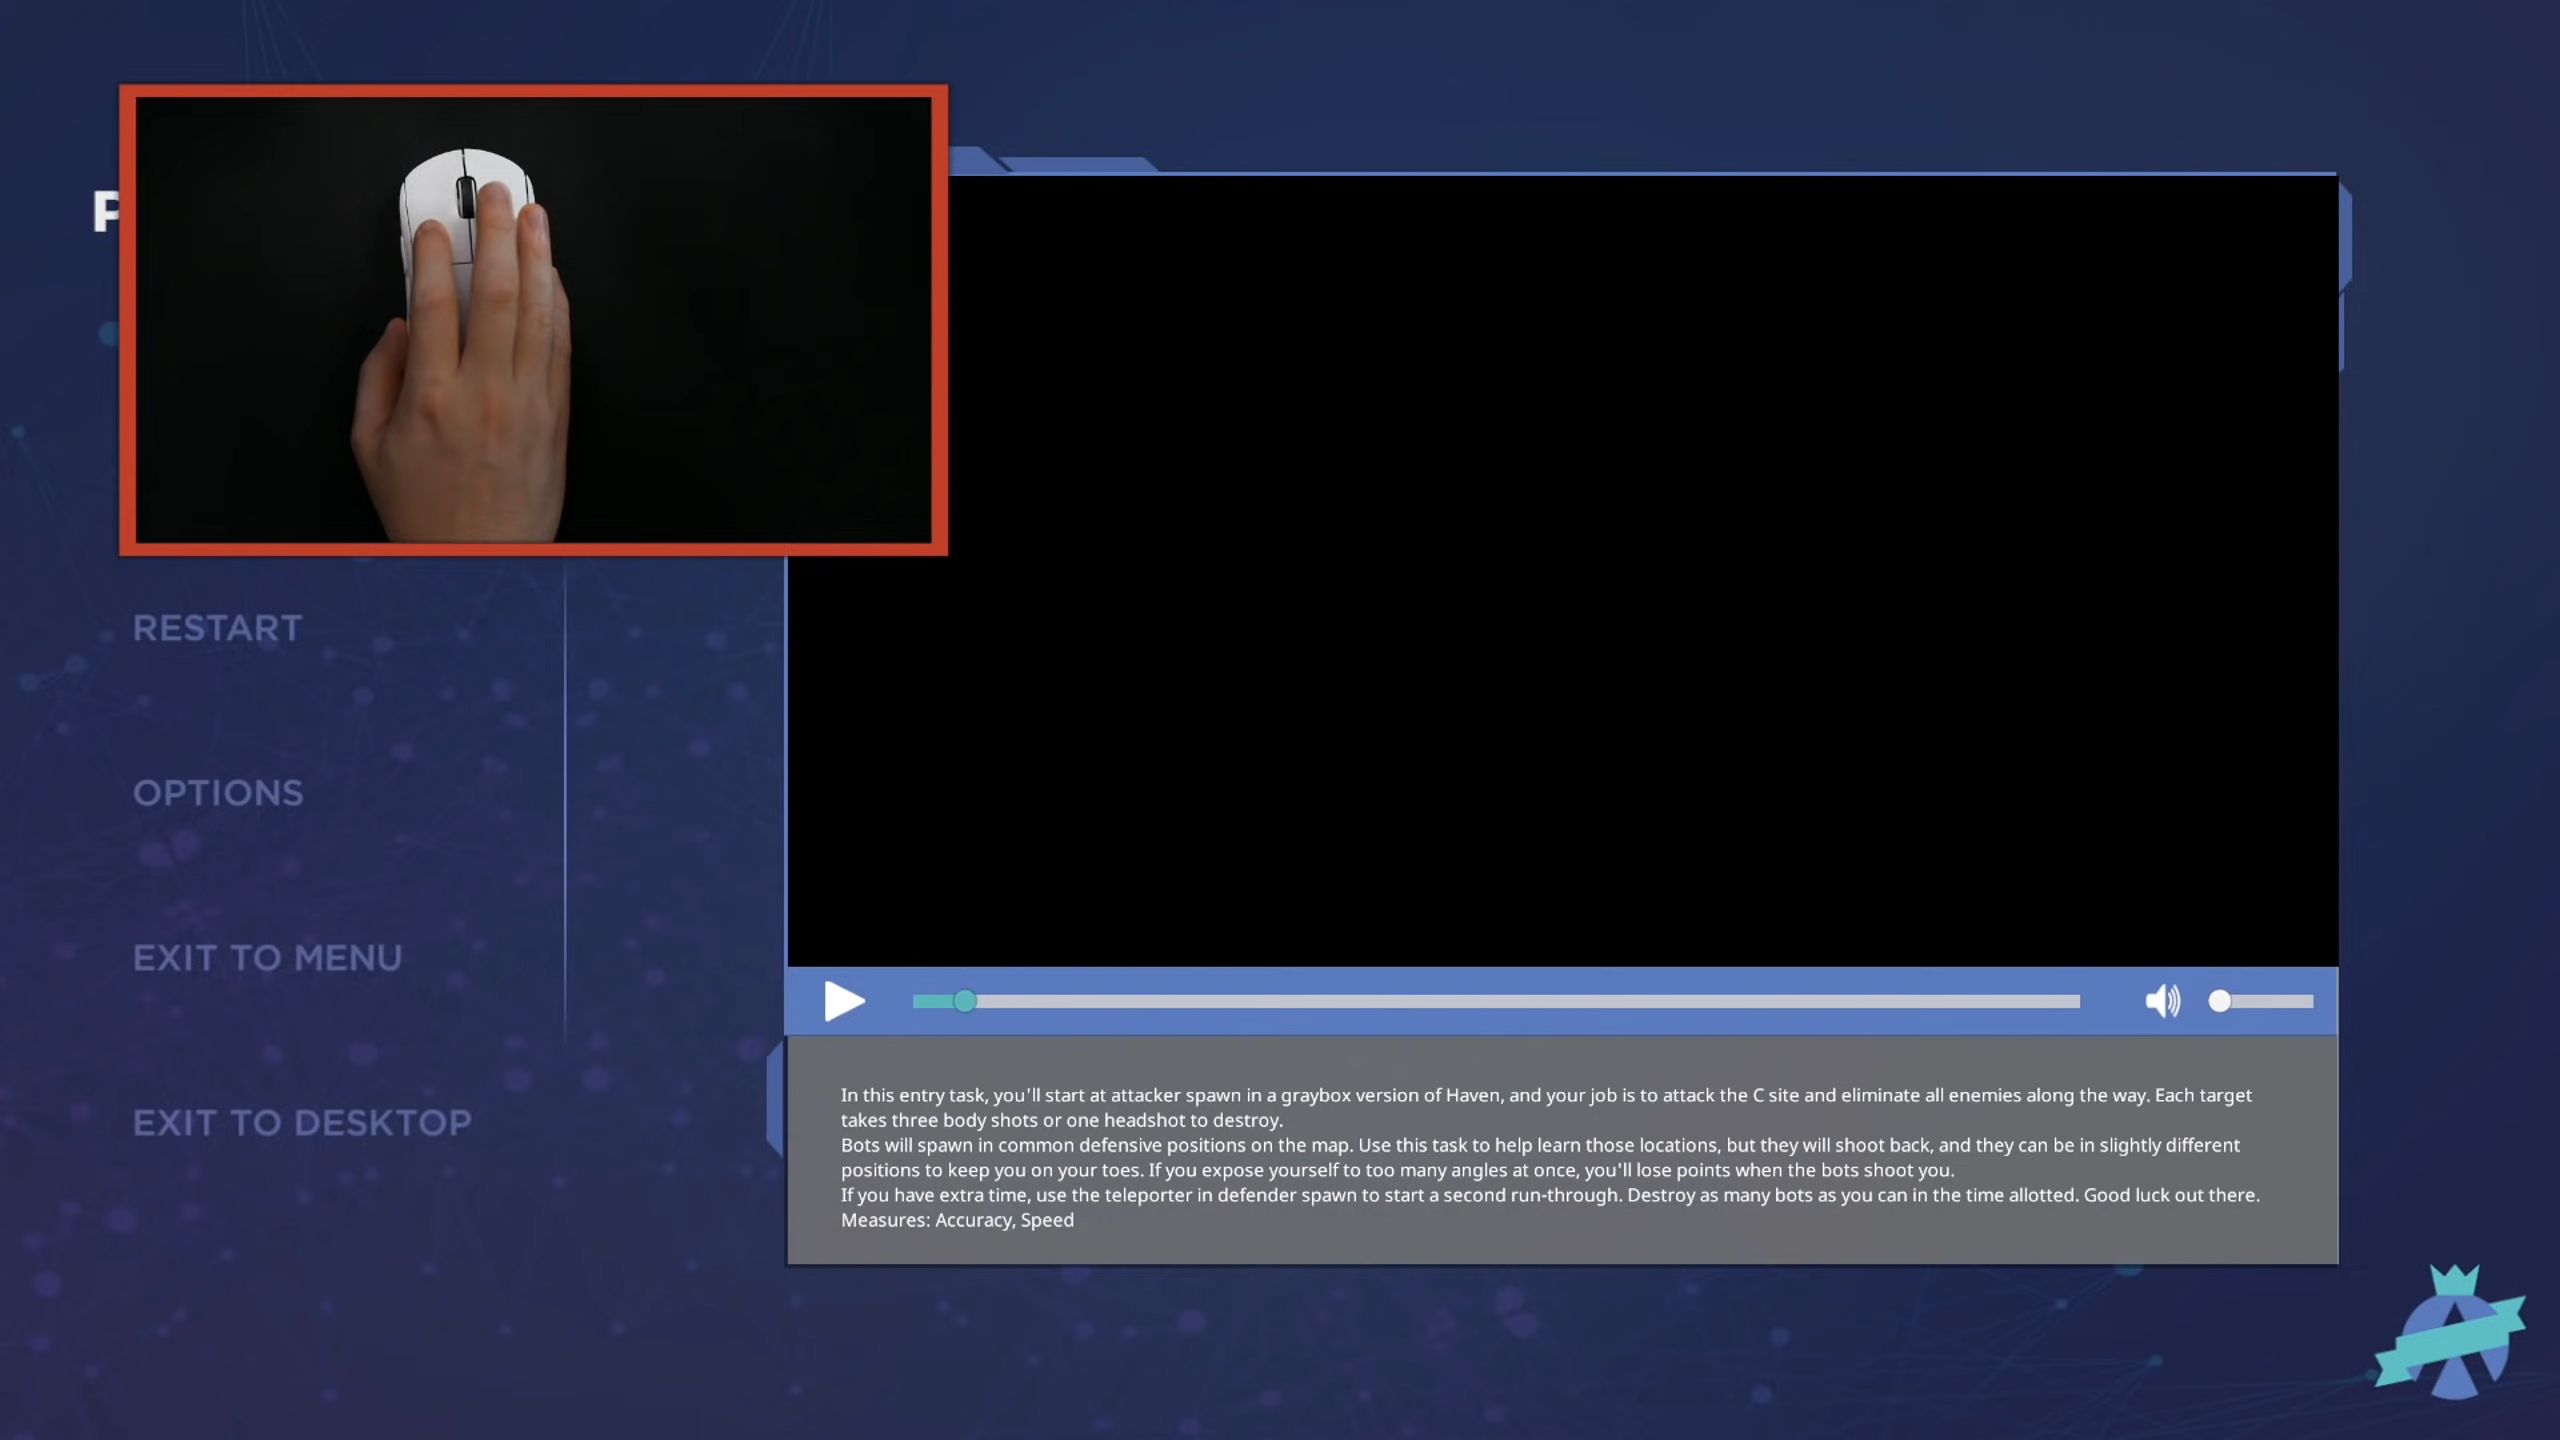 P
RESTART
OPTIONS
EXIT TO MENU
EXIT TO DESKTOP
In this entry task, you'll start at attacker spawn in a graybox version of Haven, and your job is to attack the C site and eliminate all enemies along the way. Each target
takes three body shots or one headshot to destroy.
Bots will spawn in common defensive positions on the map. Use this task to help learn those locations, but they will shoot back, and they can be in slightly different
positions to keep you on your toes. If you expose yourself to too many angles at once, you'll lose points when the bots shoot you.
If you have extra time, use the teleporter in defender spawn to start a second run-through. Destroy as many bots as you can in the time allotted. Good luck out there.
Measures: Accuracy, Speed